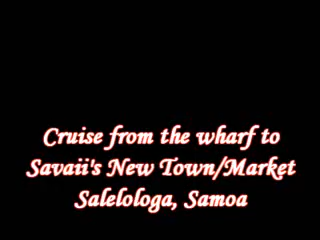 Cruise from the wharf to
Savaii's New Town/Market
Salelologa, Samoa